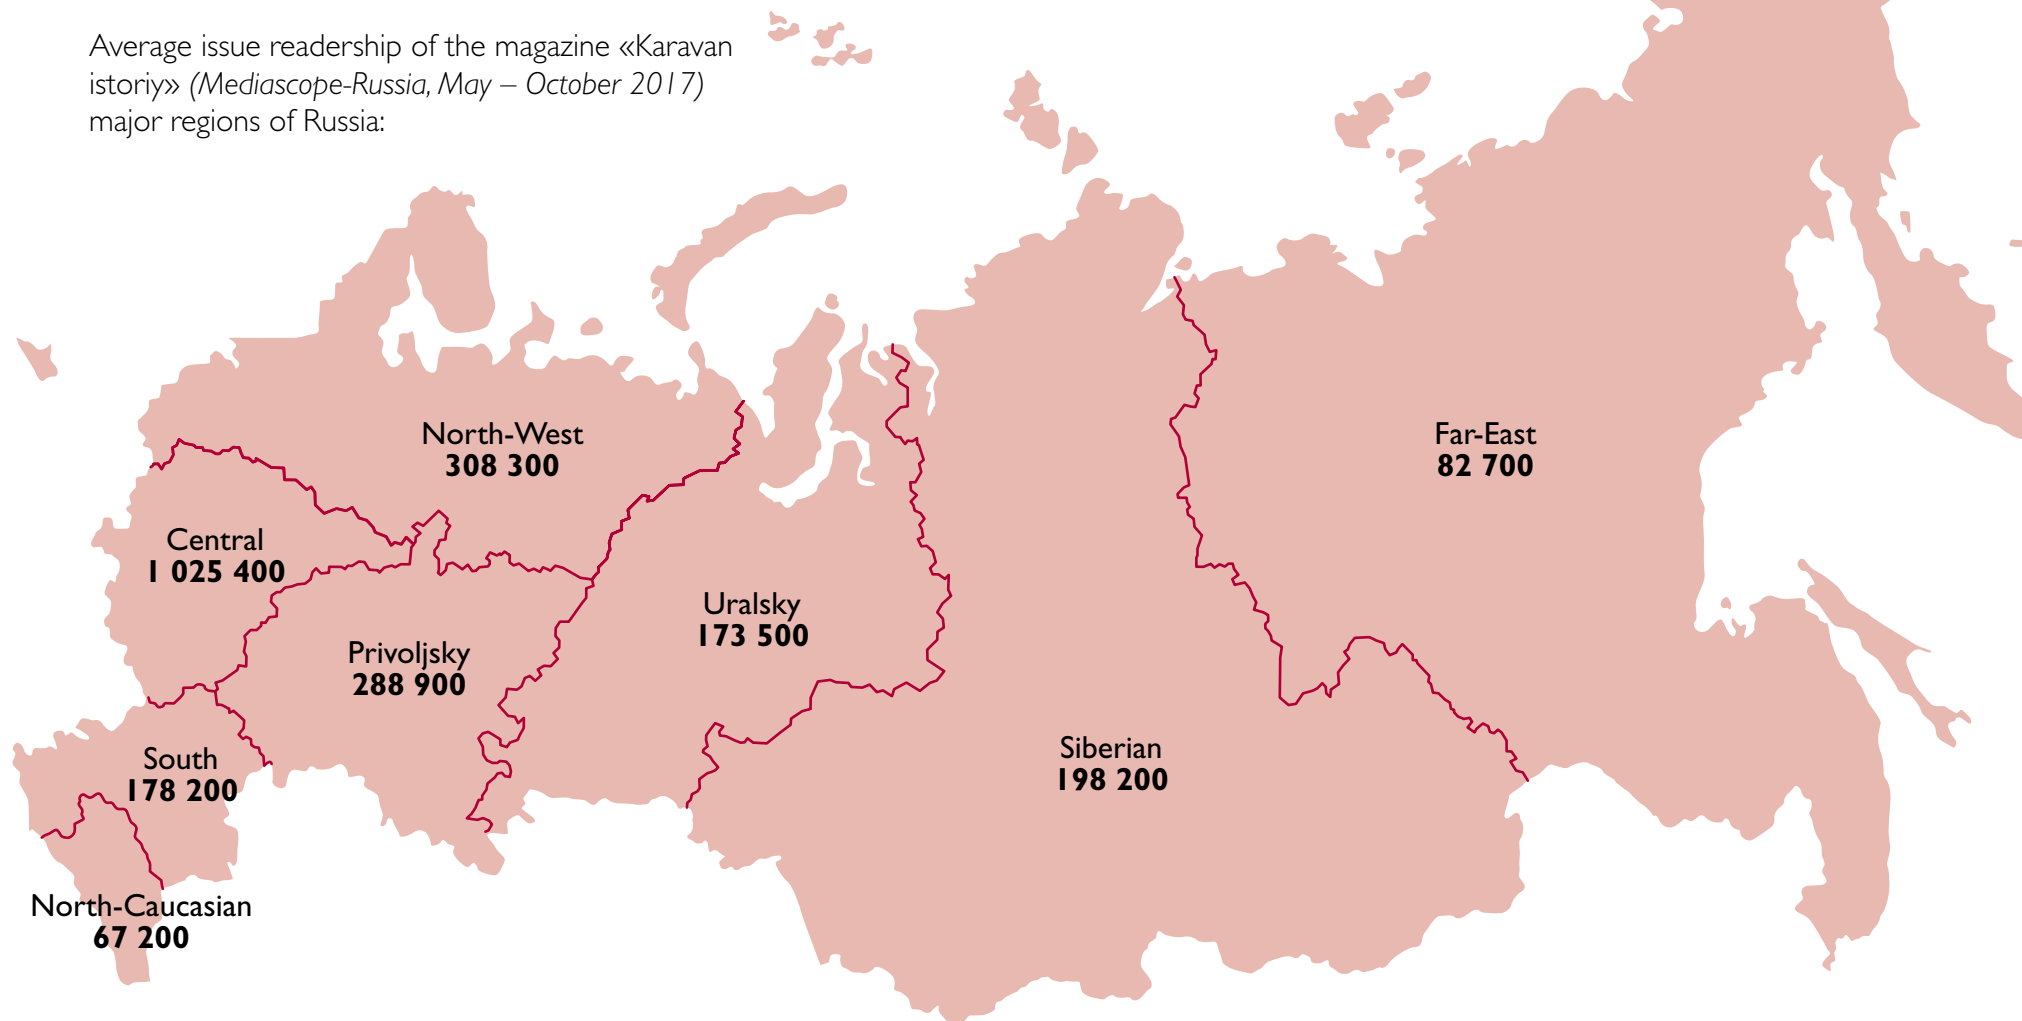 Average issue readership of the magazine «Karavan
istoriy» (Mediascope-Russia, May – October 2017)
major regions of Russia:
North-West
308 300
Far-East
82 700
Central
1 025 400
Uralsky
173 500
Privoljsky
288 900
South
178 200
Siberian
198 200
North-Caucasian
67 200